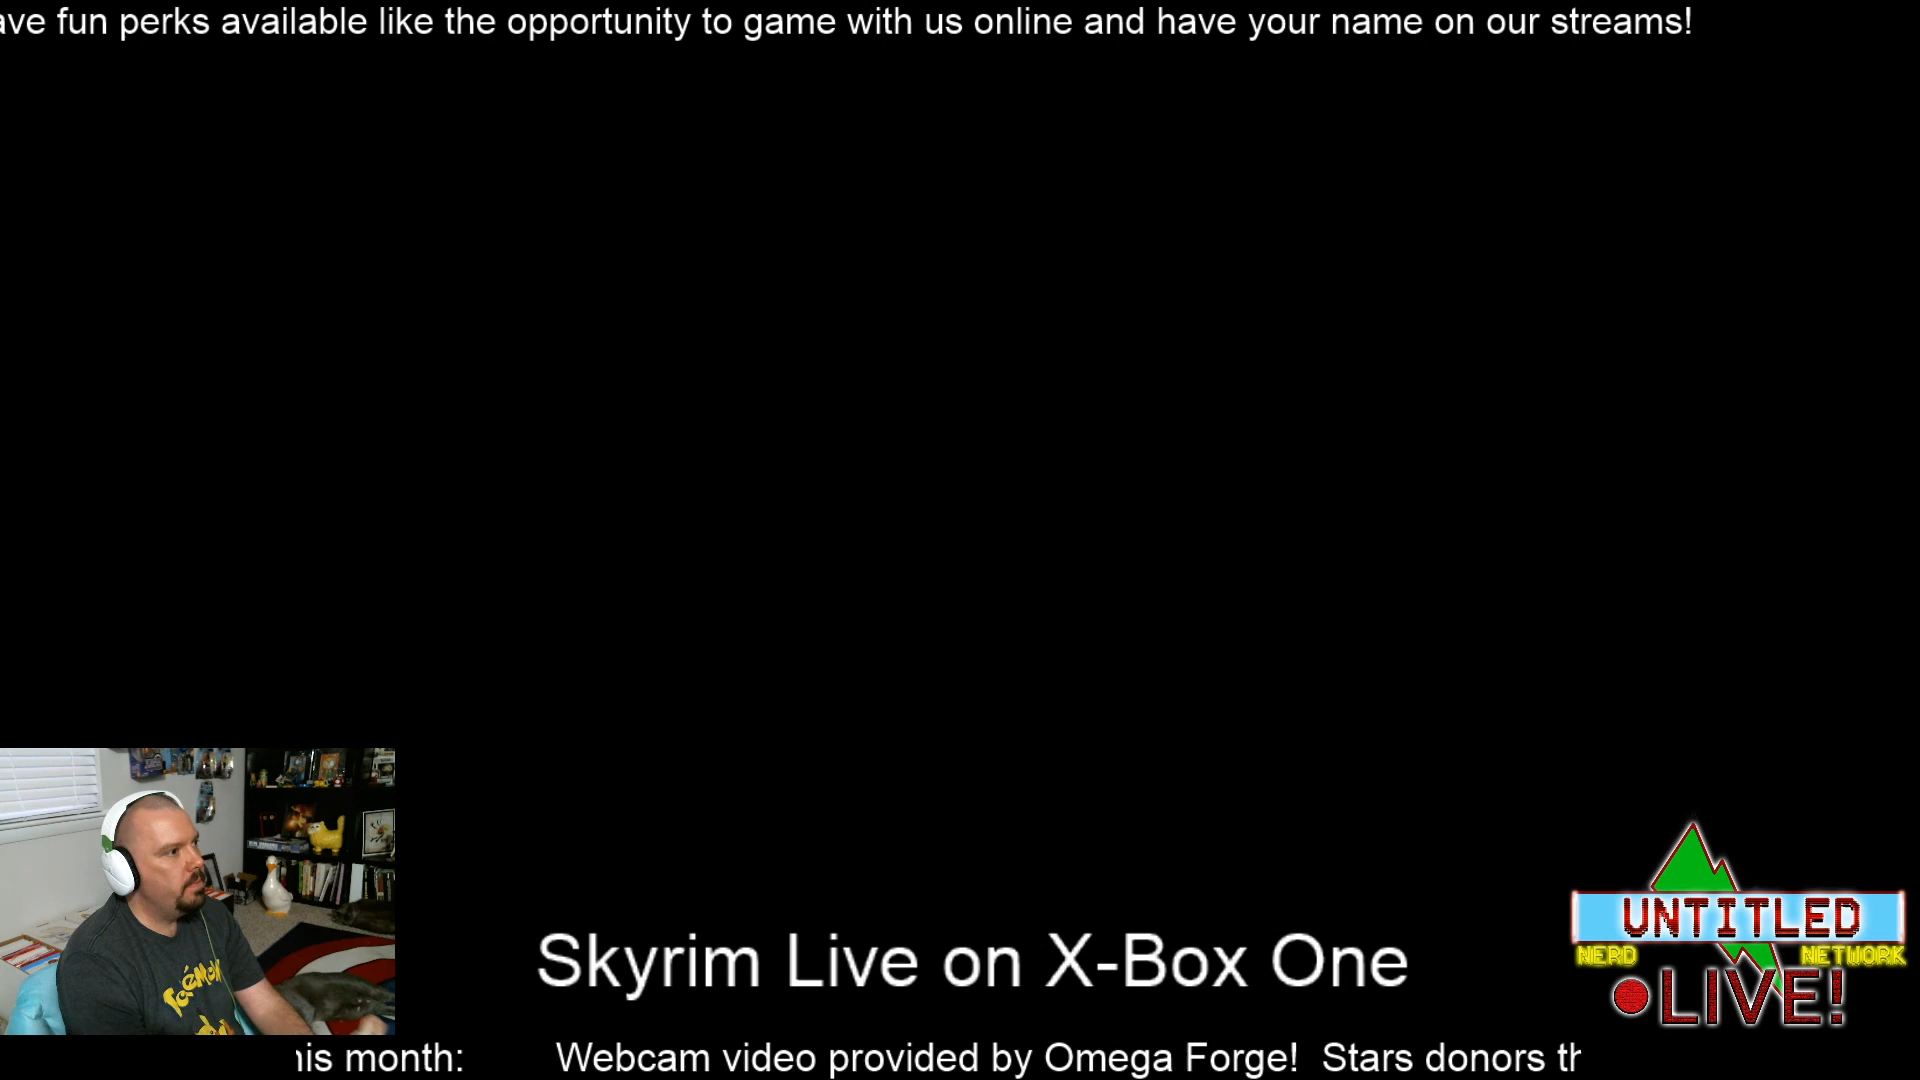 ave fun perks available like the opportunity to game with us online and have your name on our streams!
UNTITLED
NERD NETWORK
LIVE!
Skyrim Live on X-Box One
POKéMON
his month: Webcam video provided by Omega Forge! Stars donors th